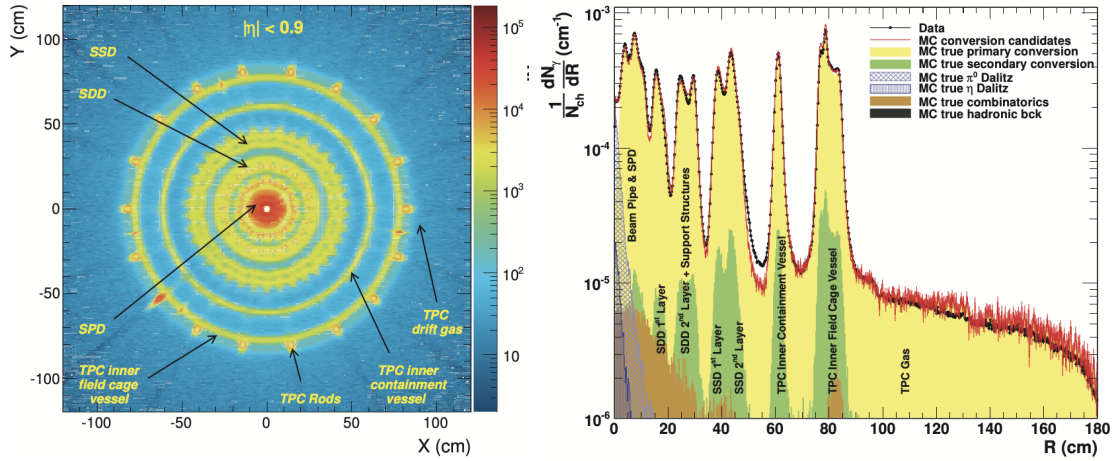 Y (cm)
100
50
0
-50
-100
-100
-50
0
50
100
X (cm)
|η| < 0.9
SSD
SDD
SPD
TPC inner
field cage
vessel
TPC Rods
TPC inner
containment
vessel
TPC
drift gas
10⁵
10⁴
10³
10²
10
1/N_ch dN_γ/dR (cm⁻¹)
10⁻³
10⁻⁴
10⁻⁵
10⁻⁶
Data
MC conversion candidates
MC true primary conversion
MC true secondary conversion
MC true π⁰ Dalitz
MC true η Dalitz
MC true combinatorics
MC true hadronic bck
Beam Pipe & SPD
SDD 1ˢᵗ Layer
SDD 2ⁿᵈ Layer + Support Structures
SSD 1ˢᵗ Layer
SSD 2ⁿᵈ Layer
TPC Inner Containment Vessel
TPC Inner Field Cage Vessel
TPC Gas
0
20
40
60
80
100
120
140
160
180
R (cm)